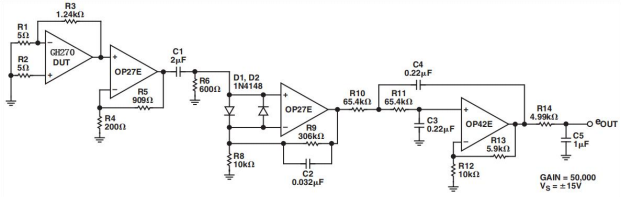 R3
1.24kΩ
R1
5Ω
R2
5Ω
GH270
DUT
−
+
C1
2μF
+
−
OP27E
R5
909Ω
R4
200Ω
R6
600Ω
D1, D2
1N4148
+
−
OP27E
R9
306kΩ
R8
10kΩ
C2
0.032μF
C4
0.22μF
R10
65.4kΩ
R11
65.4kΩ
C3
0.22μF
+
−
OP42E
R13
5.9kΩ
R12
10kΩ
R14
4.99kΩ
eOUT
C5
1μF
GAIN = 50,000
VS = ±15V